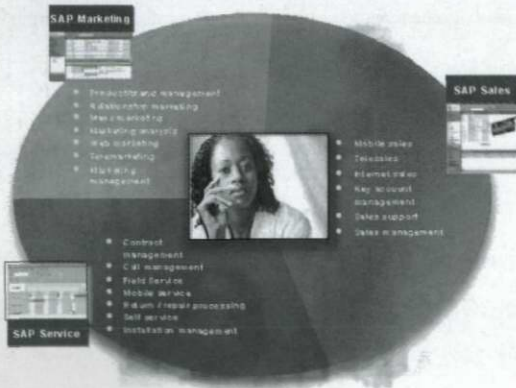 SAP Marketing
Product/brand management
Relationship marketing
Mass marketing
Marketing analysis
Web marketing
Telemarketing
Marketing
management
SAP Sales
Mobile sales
Telesales
Internet sales
Key account
management
Sales support
Sales management
SAP Service
Contract
management
Call management
Field Service
Mobile service
Return / repair processing
Self service
Installation management